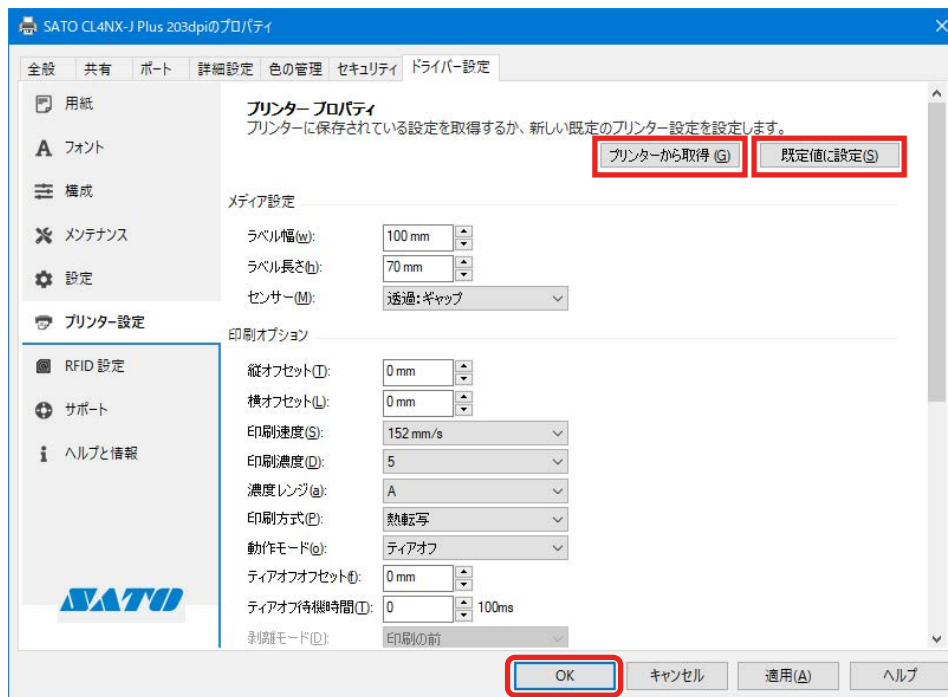 SATO CL4NX-J Plus 203dpiのプロパティ
全般 共有 ポート 詳細設定 色の管理 セキュリティ ドライバー設定
用紙
フォント
構成
メンテナンス
設定
プリンター設定
RFID 設定
サポート
ヘルプと情報
SATO
プリンター プロパティ
プリンターに保存されている設定を取得するか、新しい既定のプリンター設定を設定します。
プリンターから取得 (G) 既定値に設定(S)
メディア設定
ラベル幅(w): 100 mm
ラベル長さ(h): 70 mm
センサー(M): 透過:ギャップ
印刷オプション
縦オフセット(T): 0 mm
横オフセット(L): 0 mm
印刷速度(S): 152 mm/s
印刷濃度(D): 5
濃度レンジ(a): A
印刷方式(P): 熱転写
動作モード(o): ティアオフ
ティアオフオフセット(f): 0 mm
ティアオフ待機時間(T): 0 100ms
剥離モード(D): 印刷の前
OK キャンセル 適用(A) ヘルプ